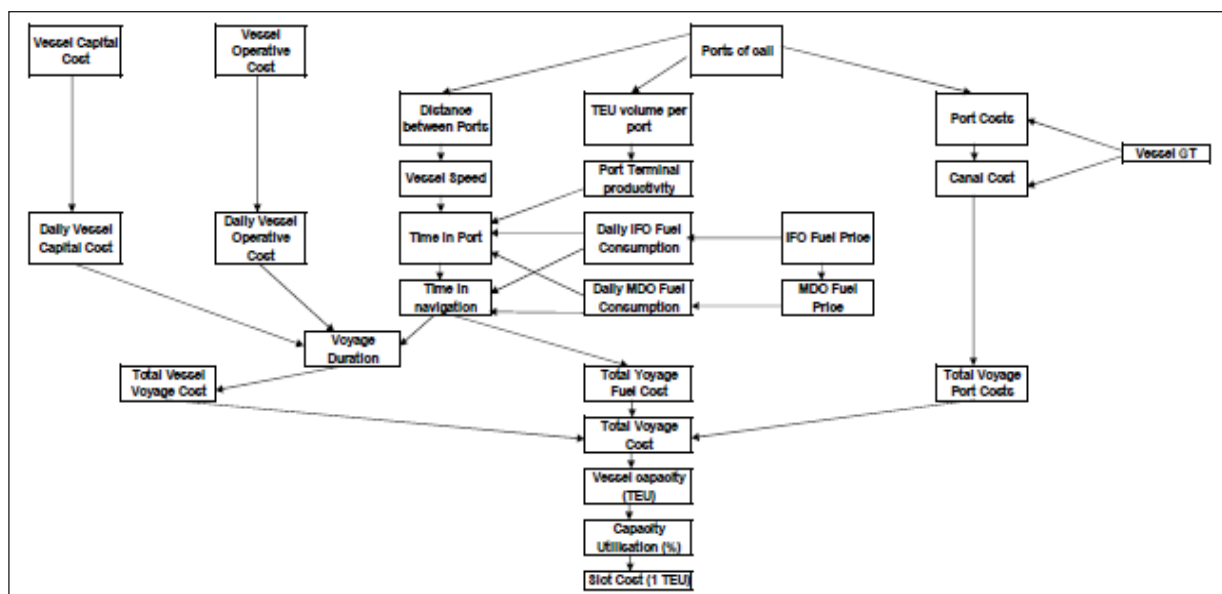 Vessel Capital
Cost
Vessel
Operative
Cost
Ports of call
Distance
between Ports
TEU volume per
port
Port Costs
Vessel GT
Vessel Speed
Port Terminal
productivity
Canal Cost
Daily Vessel
Capital Cost
Daily Vessel
Operative
Cost
Time in Port
Daily IFO Fuel
Consumption
IFO Fuel Price
Time in
navigation
Daily MDO Fuel
Consumption
MDO Fuel
Price
Voyage
Duration
Total Vessel
Voyage Cost
Total Yoyage
Fuel Cost
Total Voyage
Port Costs
Total Voyage
Cost
Vessel capacity
(TEU)
Capacity
Utilisation (%)
Slot Cost (1 TEU)